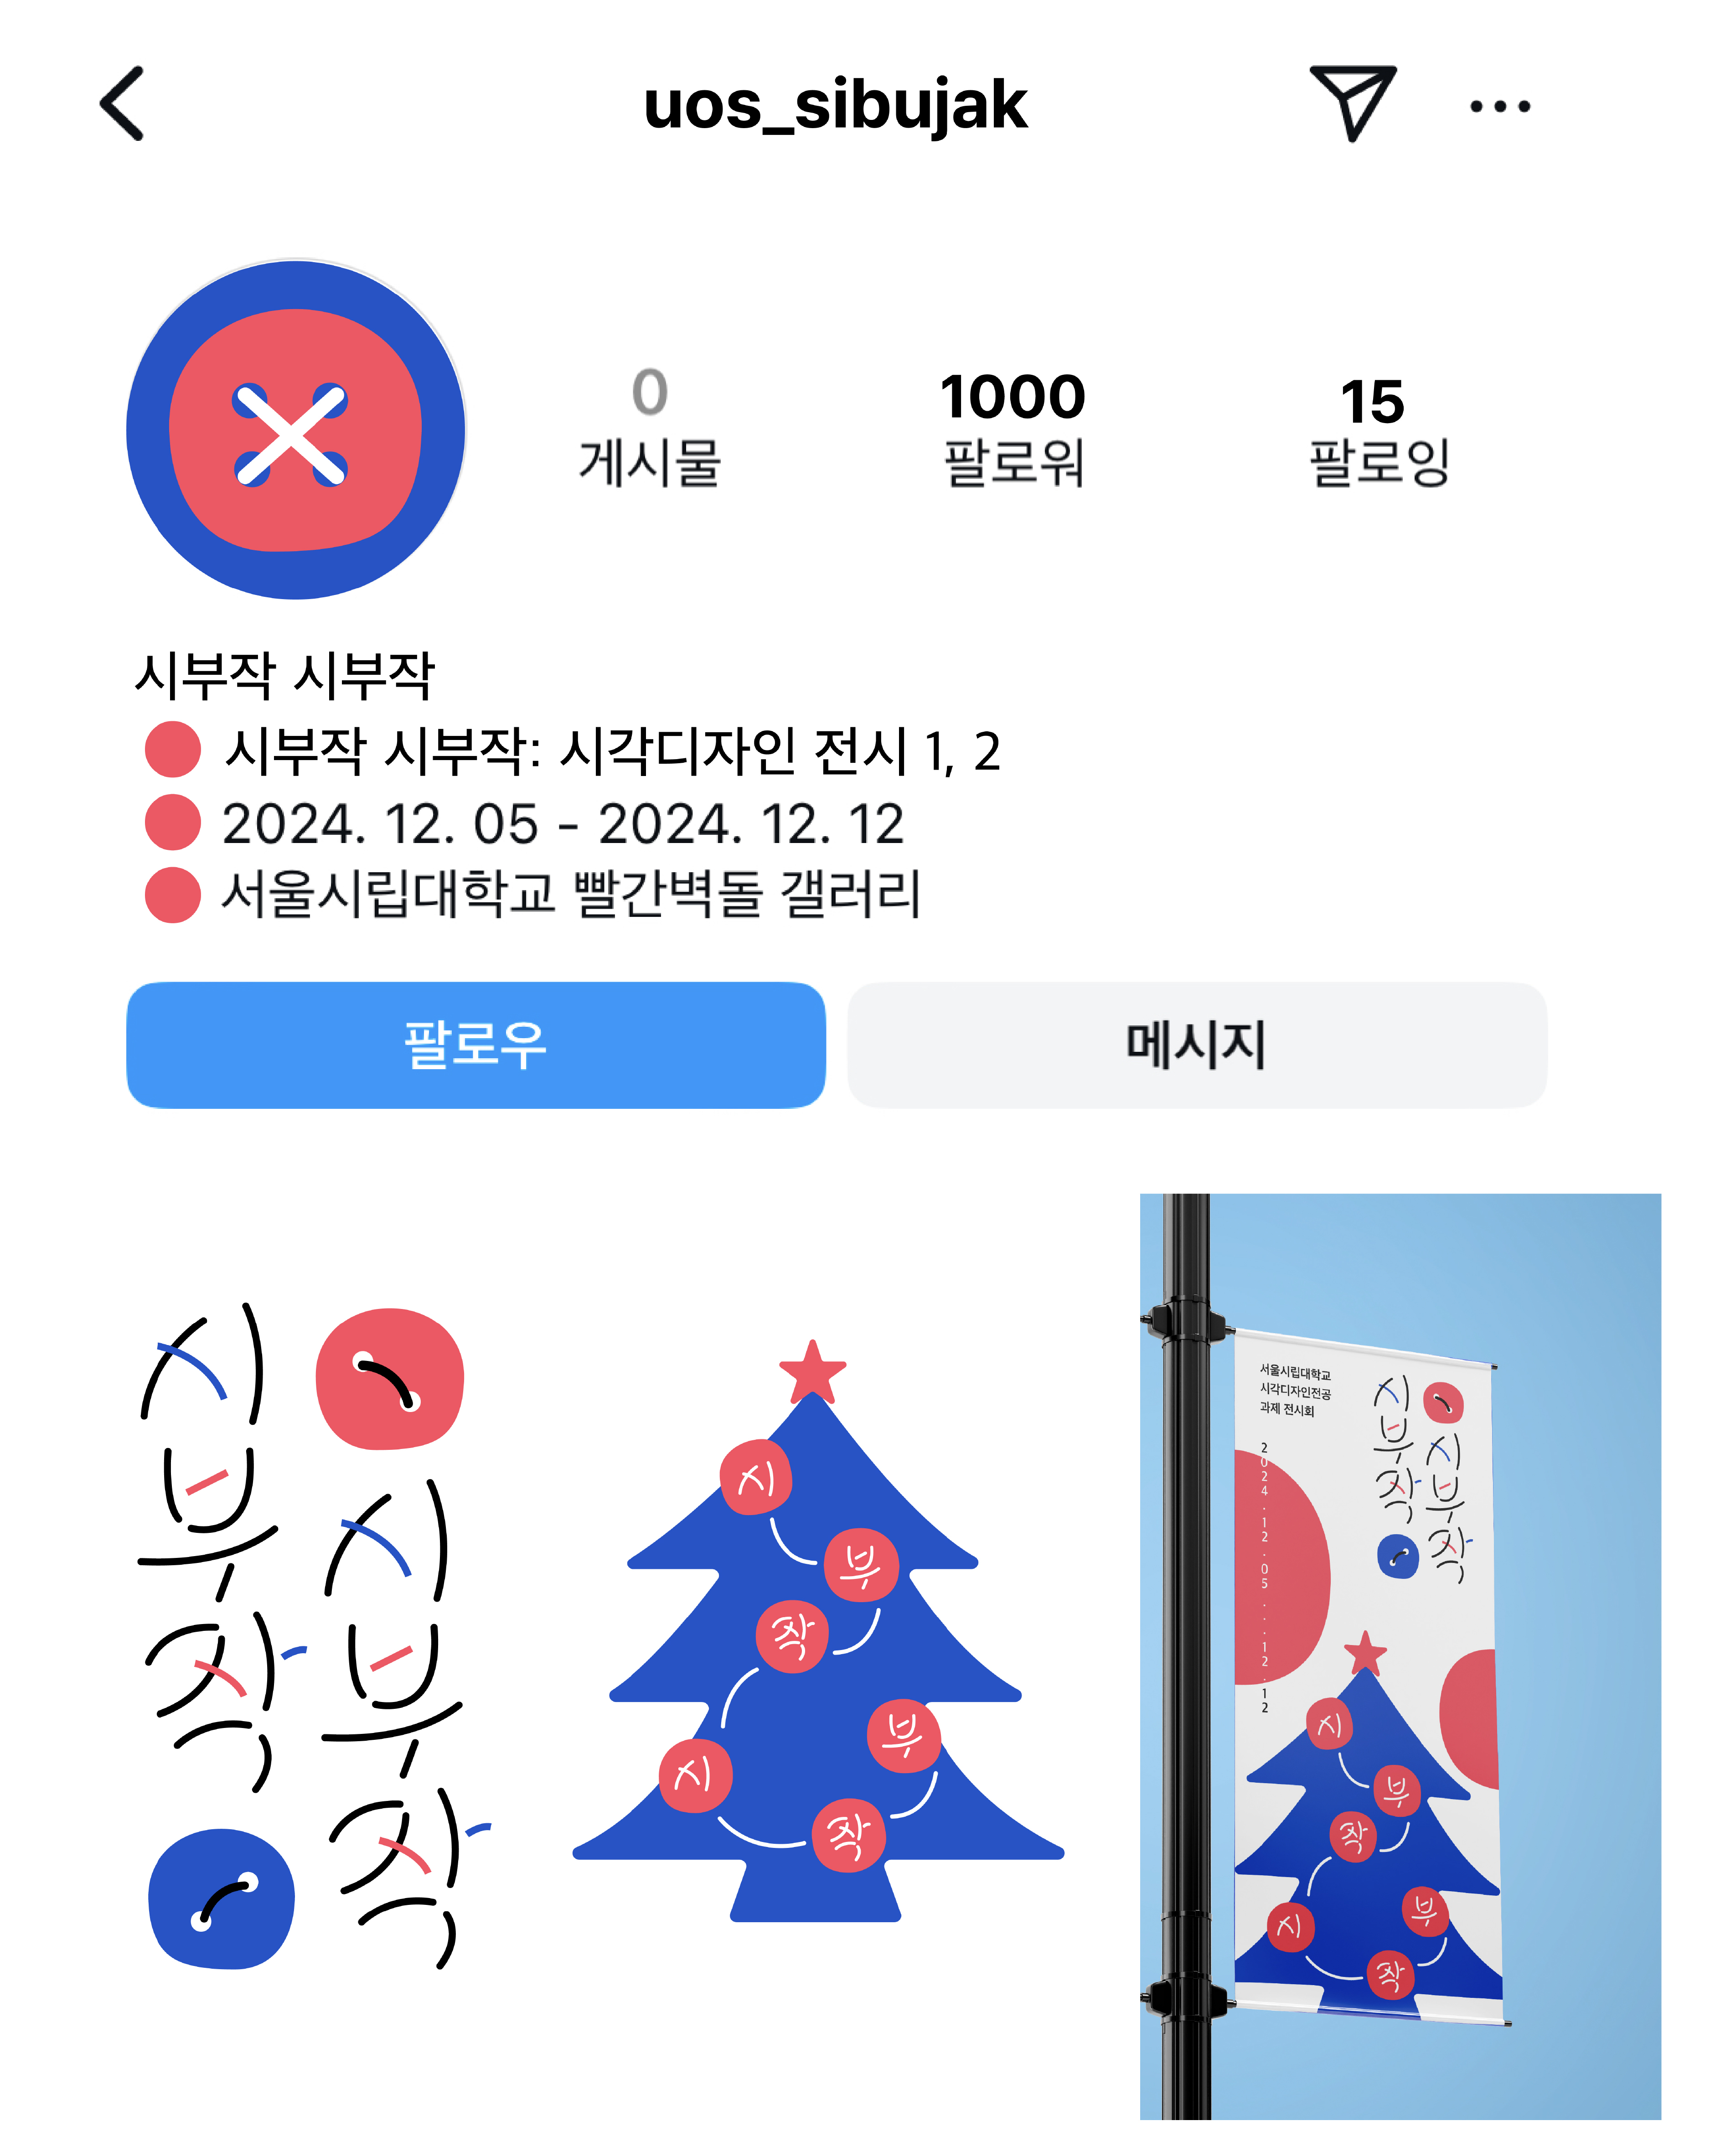 uos_sibujak
0
게시물
1000
팔로워
15
팔로잉
시부작 시부작
시부작 시부작: 시각디자인 전시 1, 2
2024. 12. 05 - 2024. 12. 12
서울시립대학교 빨간벽돌 갤러리
팔로우
메시지
시부작
시부작
시
부
작
시
부
작
서울시립대학교
시각디자인전공
과제 전시회
시부작
시부작
2024.12.05...12.12
시
부
작
시
부
작